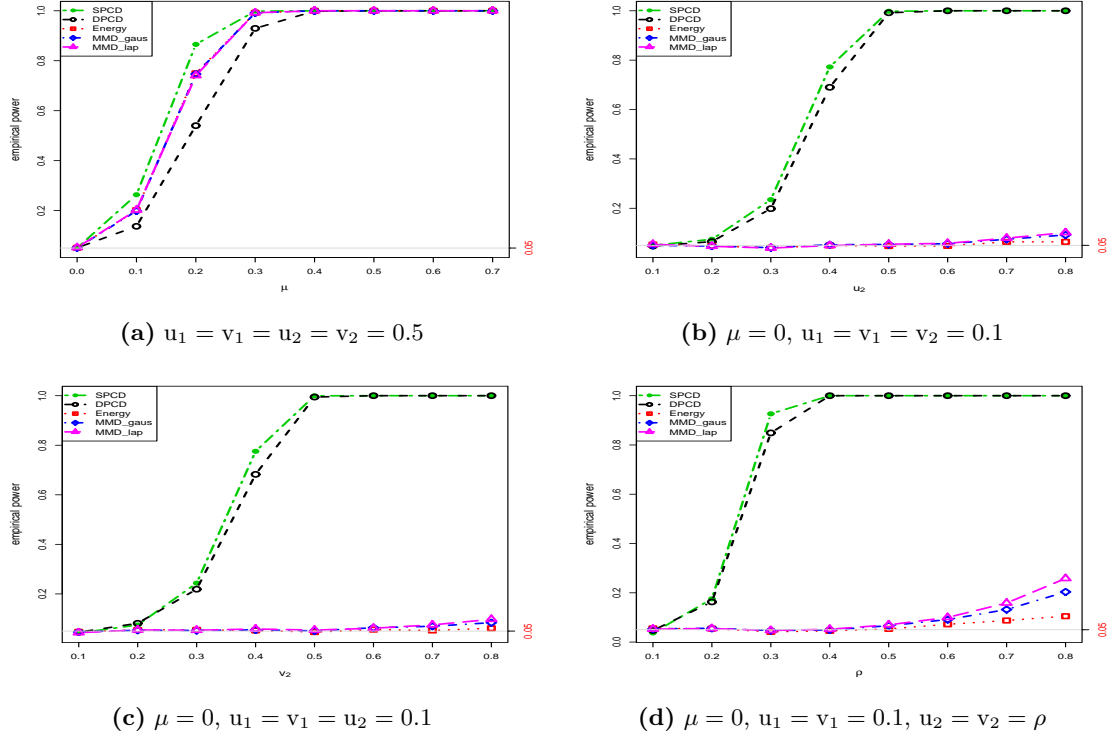 SPCD
DPCD
Energy
MMD_gaus
MMD_lap
empirical power
1.0
0.8
0.6
0.4
0.2
0.05
0.0 0.1 0.2 0.3 0.4 0.5 0.6 0.7
μ
(a) u₁ = v₁ = u₂ = v₂ = 0.5
SPCD
DPCD
Energy
MMD_gaus
MMD_lap
empirical power
1.0
0.8
0.6
0.4
0.2
0.05
0.1 0.2 0.3 0.4 0.5 0.6 0.7 0.8
u₂
(b) μ = 0, u₁ = v₁ = v₂ = 0.1
SPCD
DPCD
Energy
MMD_gaus
MMD_lap
empirical power
1.0
0.8
0.6
0.4
0.2
0.05
0.1 0.2 0.3 0.4 0.5 0.6 0.7 0.8
v₂
(c) μ = 0, u₁ = v₁ = u₂ = 0.1
SPCD
DPCD
Energy
MMD_gaus
MMD_lap
empirical power
1.0
0.8
0.6
0.4
0.2
0.0
0.05
0.1 0.2 0.3 0.4 0.5 0.6 0.7 0.8
ρ
(d) μ = 0, u₁ = v₁ = 0.1, u₂ = v₂ = ρ